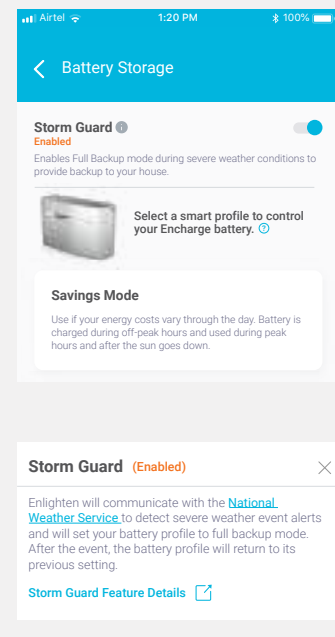 Airtel 1:20 PM 100%
Battery Storage
Storm Guard
Enabled
Enables Full Backup mode during severe weather conditions to
provide backup to your house.
Select a smart profile to control
your Encharge battery.
Savings Mode
Use if your energy costs vary through the day. Battery is
charged during off-peak hours and used during peak
hours and after the sun goes down.
Storm Guard (Enabled)
Enlighten will communicate with the National
Weather Service to detect severe weather event alerts
and will set your battery profile to full backup mode.
After the event, the battery profile will return to its
previous setting.
Storm Guard Feature Details